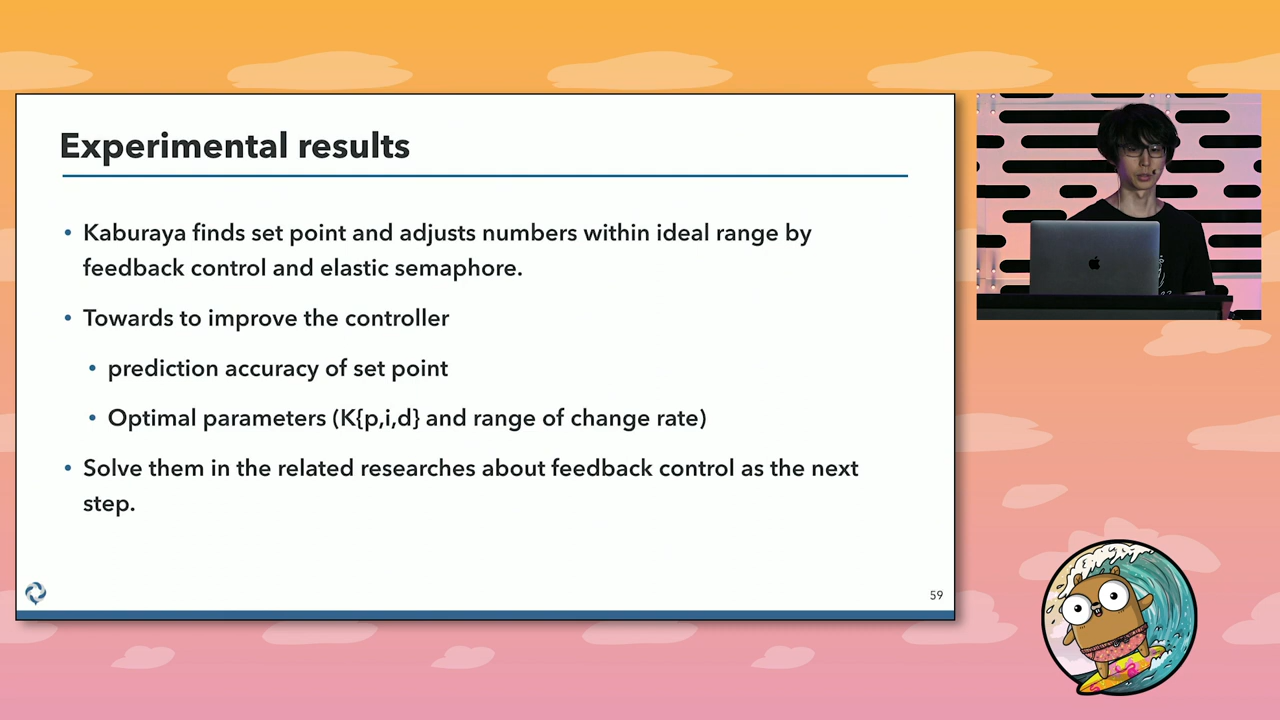 Experimental results
• Kaburaya finds set point and adjusts numbers within ideal range by
feedback control and elastic semaphore.
• Towards to improve the controller
• prediction accuracy of set point
• Optimal parameters (K{p,i,d} and range of change rate)
• Solve them in the related researches about feedback control as the next
step.
59